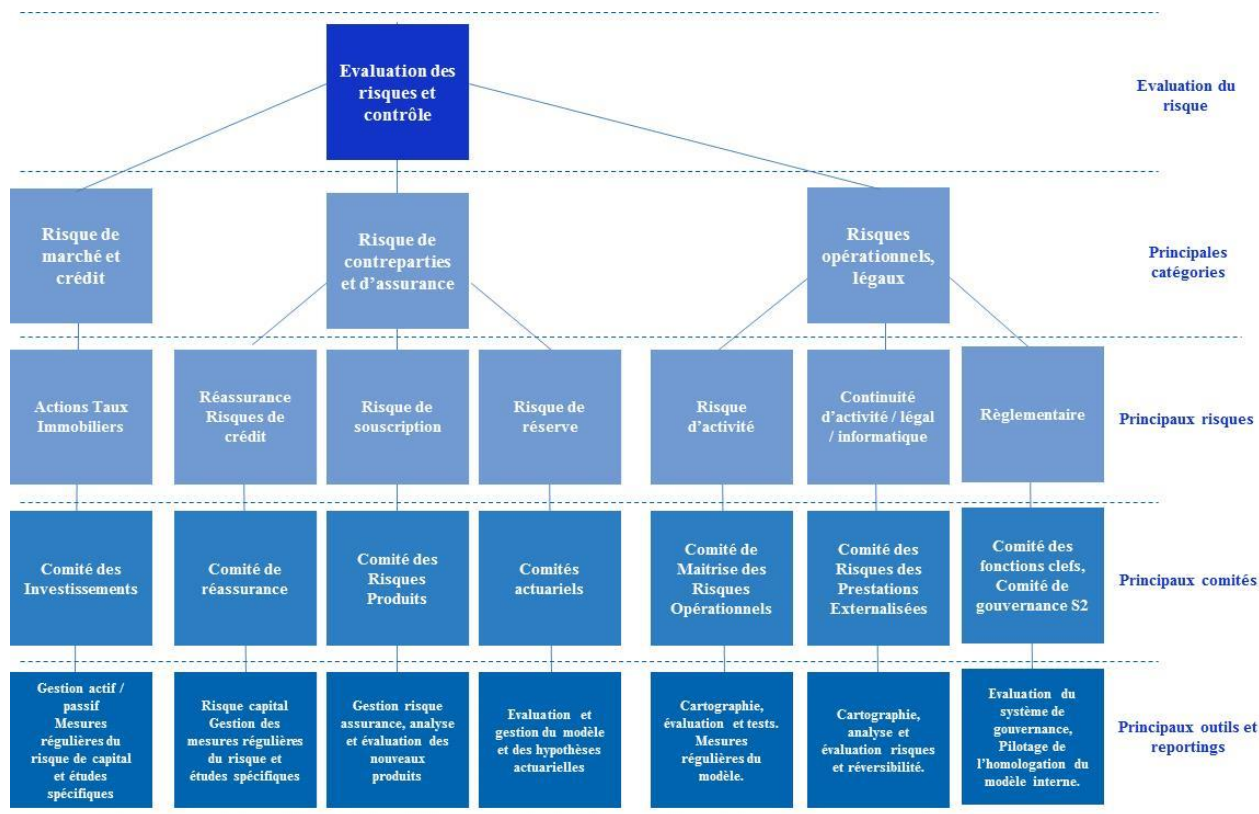 Evaluation des
risques et
contrôle
Evaluation du
risque
Risque de
marché et
crédit
Risque de
contreparties
et d'assurance
Risques
opérationnels,
légaux
Principales
catégories
Actions Taux
Immobiliers
Réassurance
Risques de
crédit
Risque de
souscription
Risque de
réserve
Risque
d'activité
Continuité
d'activité / légal
/ informatique
Règlementaire
Principaux risques
Comité des
Investissements
Comité de
réassurance
Comité des
Risques
Produits
Comités
actuariels
Comité de
Maitrise des
Risques
Opérationnels
Comité des
Risques des
Prestations
Externalisées
Comité des
fonctions clefs,
Comité de
gouvernance S2
Principaux comités
Gestion actif /
passif
Mesures
régulières du
risque de capital
et études
spécifiques
Risque capital
Gestion des
mesures régulières
du risque et
études spécifiques
Gestion risque
assurance, analyse
et évaluation des
nouveaux
produits
Evaluation et
gestion du modèle
et des hypothèses
actuarielles
Cartographie,
évaluation et tests.
Mesures
régulières du
modèle.
Cartographie,
analyse et
évaluation risques
et réversibilité.
Evaluation du
système de
gouvernance,
Pilotage de
l'homologation du
modèle interne.
Principaux outils et
reportings